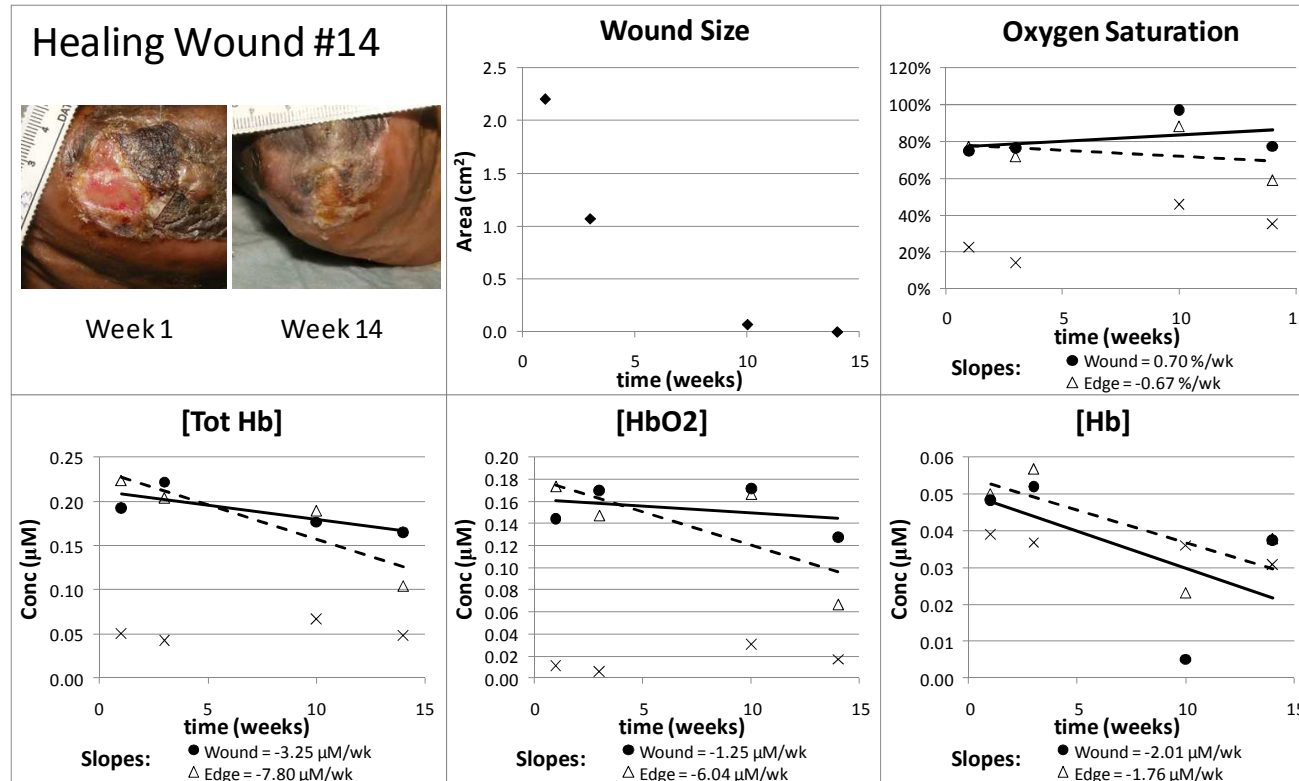 Healing Wound #14
Week 1
Week 14
Wound Size
2.5
2.0
1.5
1.0
0.5
0.0
Area (cm²)
0 5 10 15
time (weeks)
Oxygen Saturation
120%
100%
80%
60%
40%
20%
0%
0 5 10 15
time (weeks)
Slopes:
Wound = 0.70 %/wk
Edge = -0.67 %/wk
[Tot Hb]
0.25
0.20
0.15
0.10
0.05
0.00
Conc (µM)
0 5 10 15
time (weeks)
Slopes:
Wound = -3.25 µM/wk
Edge = -7.80 µM/wk
[HbO2]
0.20
0.18
0.16
0.14
0.12
0.10
0.08
0.06
0.04
0.02
0.00
Conc (µM)
0 5 10 15
time (weeks)
Slopes:
Wound = -1.25 µM/wk
Edge = -6.04 µM/wk
[Hb]
0.06
0.05
0.04
0.03
0.02
0.01
0.00
Conc (µM)
0 5 10 15
time (weeks)
Slopes:
Wound = -2.01 µM/wk
Edge = -1.76 µM/wk